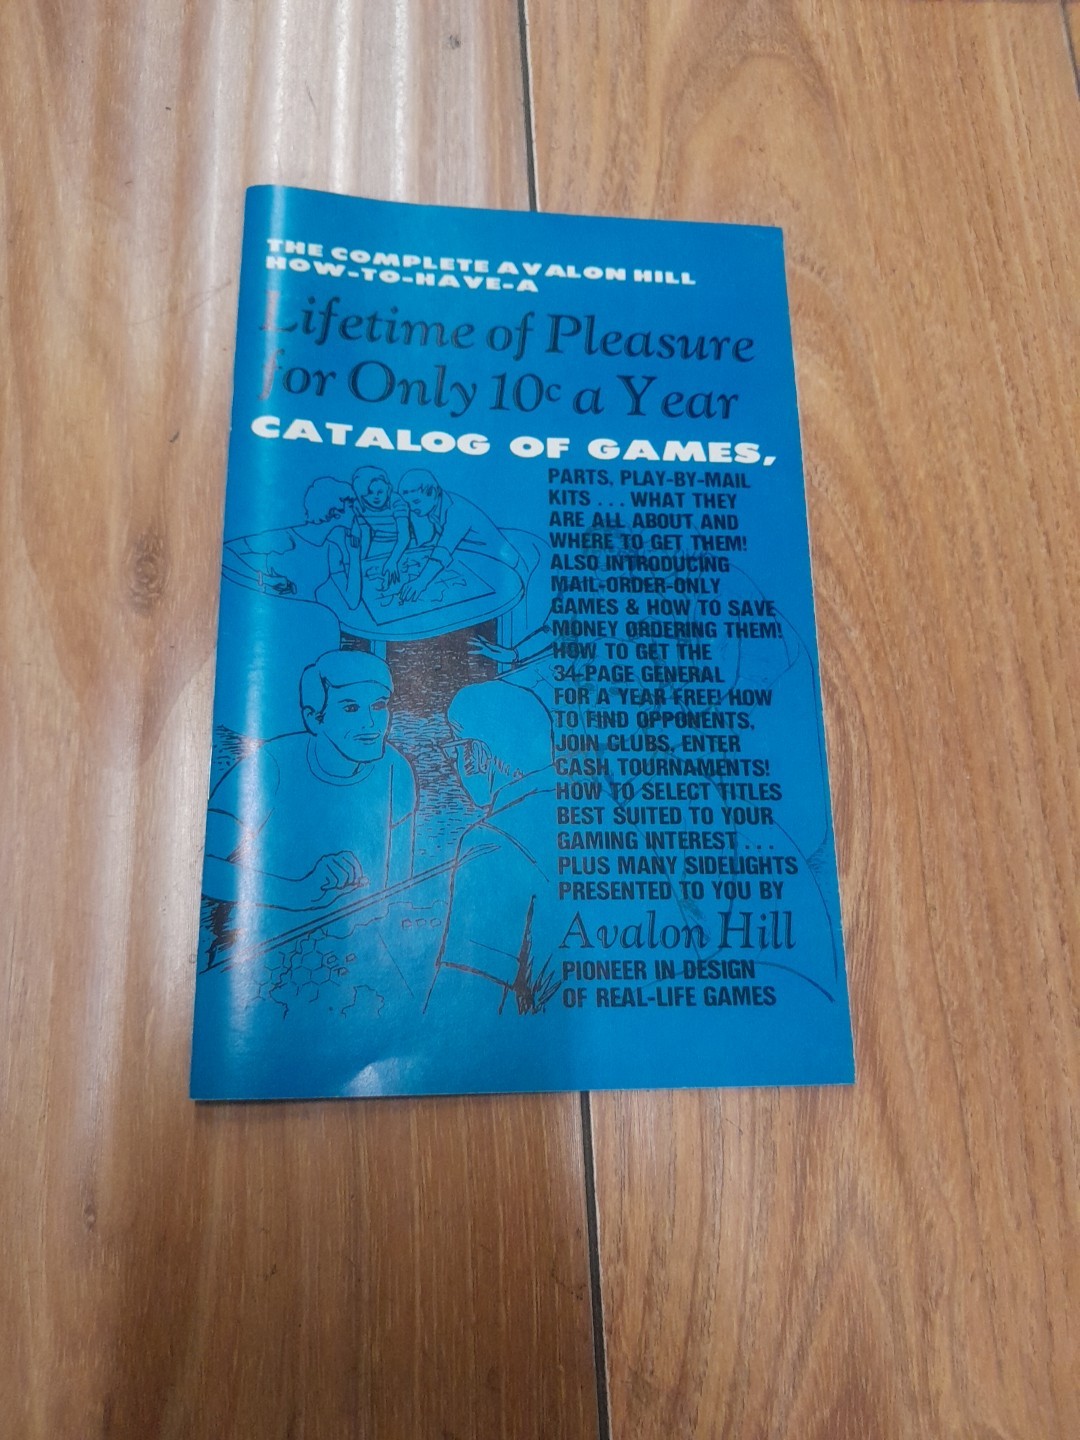 THE COMPLETE AVALON HILL
HOW-TO-HAVE-A
Lifetime of Pleasure
for Only 10c a Year
CATALOG OF GAMES,
PARTS, PLAY-BY-MAIL
KITS . . . WHAT THEY
ARE ALL ABOUT AND
WHERE TO GET THEM!
ALSO INTRODUCING
MAIL-ORDER-ONLY
GAMES & HOW TO SAVE
MONEY ORDERING THEM!
HOW TO GET THE
34-PAGE GENERAL
FOR A YEAR FREE! HOW
TO FIND OPPONENTS,
JOIN CLUBS, ENTER
CASH TOURNAMENTS!
HOW TO SELECT TITLES
BEST SUITED TO YOUR
GAMING INTEREST . . .
PLUS MANY SIDELIGHTS
PRESENTED TO YOU BY
Avalon Hill
PIONEER IN DESIGN
OF REAL-LIFE GAMES